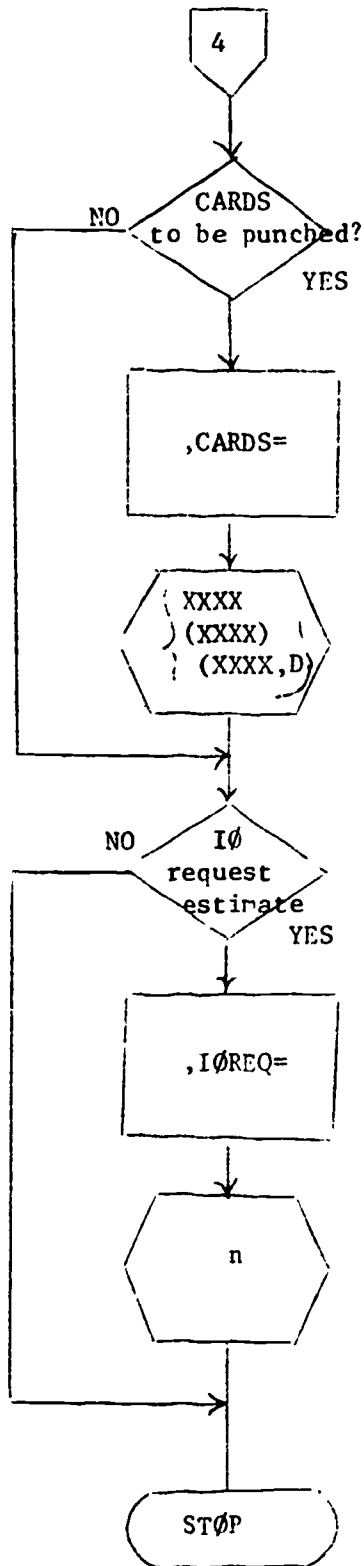 4
CARDS
NO
to be punched?
YES
,CARDS=
XXXX
(XXXX)
(XXXX,D)
NO
IØ
request
estimate
YES
,IØREQ=
n
STØP